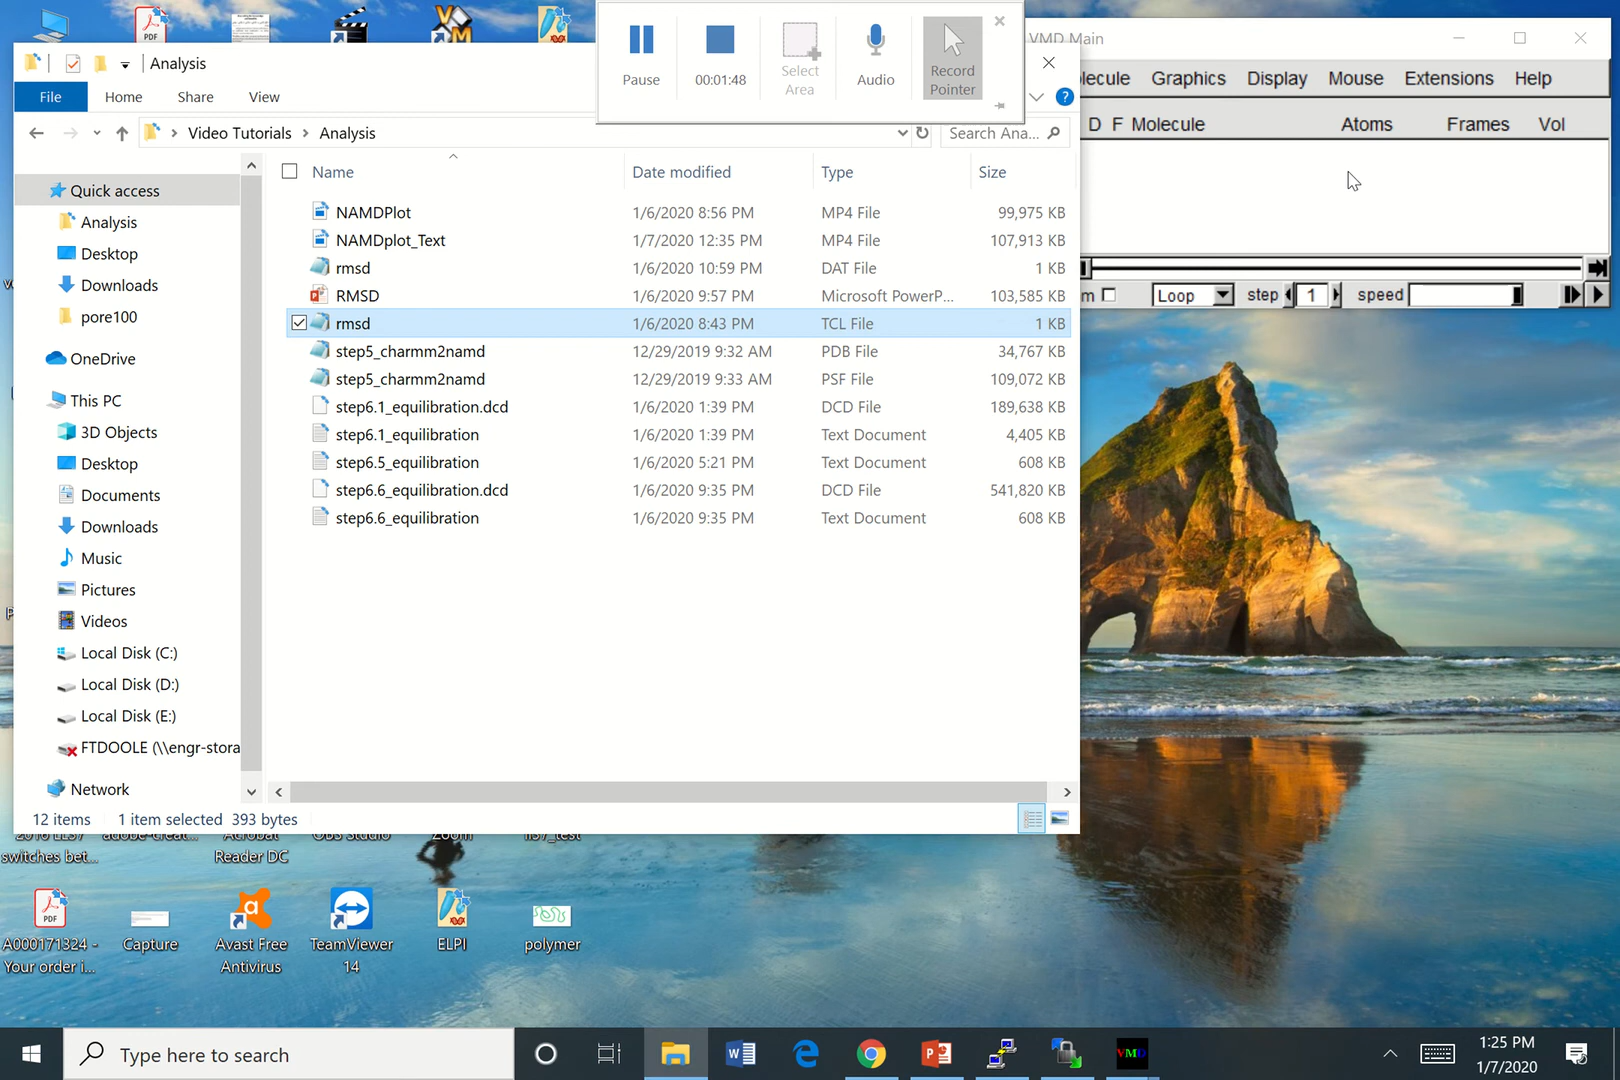 Analysis
File
Home
Share
View
Video Tutorials
Analysis
Search Ana...
Pause
00:01:48
Select
Area
Audio
Record
Pointer
VMD Main
Graphics
Display
Mouse
Extensions
Help
D F Molecule
Atoms
Frames
Vol
Loop
step
1
speed
Name
Date modified
Type
Size
NAMDPlot
1/6/2020 8:56 PM
MP4 File
99,975 KB
NAMDplot_Text
1/7/2020 12:35 PM
MP4 File
107,913 KB
rmsd
1/6/2020 10:59 PM
DAT File
1 KB
RMSD
1/6/2020 9:57 PM
Microsoft PowerP...
103,585 KB
rmsd
1/6/2020 8:43 PM
TCL File
1 KB
step5_charmm2namd
12/29/2019 9:32 AM
PDB File
34,767 KB
step5_charmm2namd
12/29/2019 9:33 AM
PSF File
109,072 KB
step6.1_equilibration.dcd
1/6/2020 1:39 PM
DCD File
189,638 KB
step6.1_equilibration
1/6/2020 1:39 PM
Text Document
4,405 KB
step6.5_equilibration
1/6/2020 5:21 PM
Text Document
608 KB
step6.6_equilibration.dcd
1/6/2020 9:35 PM
DCD File
541,820 KB
step6.6_equilibration
1/6/2020 9:35 PM
Text Document
608 KB
Quick access
Analysis
Desktop
Downloads
pore100
OneDrive
This PC
3D Objects
Desktop
Documents
Downloads
Music
Pictures
Videos
Local Disk (C:)
Local Disk (D:)
Local Disk (E:)
FTDOOLE (\\engr-stora
Network
12 items
1 item selected 393 bytes
switches bet...
Reader DC
A000171324 -
Your order i...
Capture
Avast Free
Antivirus
TeamViewer
14
ELPI
polymer
Type here to search
VMD
1:25 PM
1/7/2020